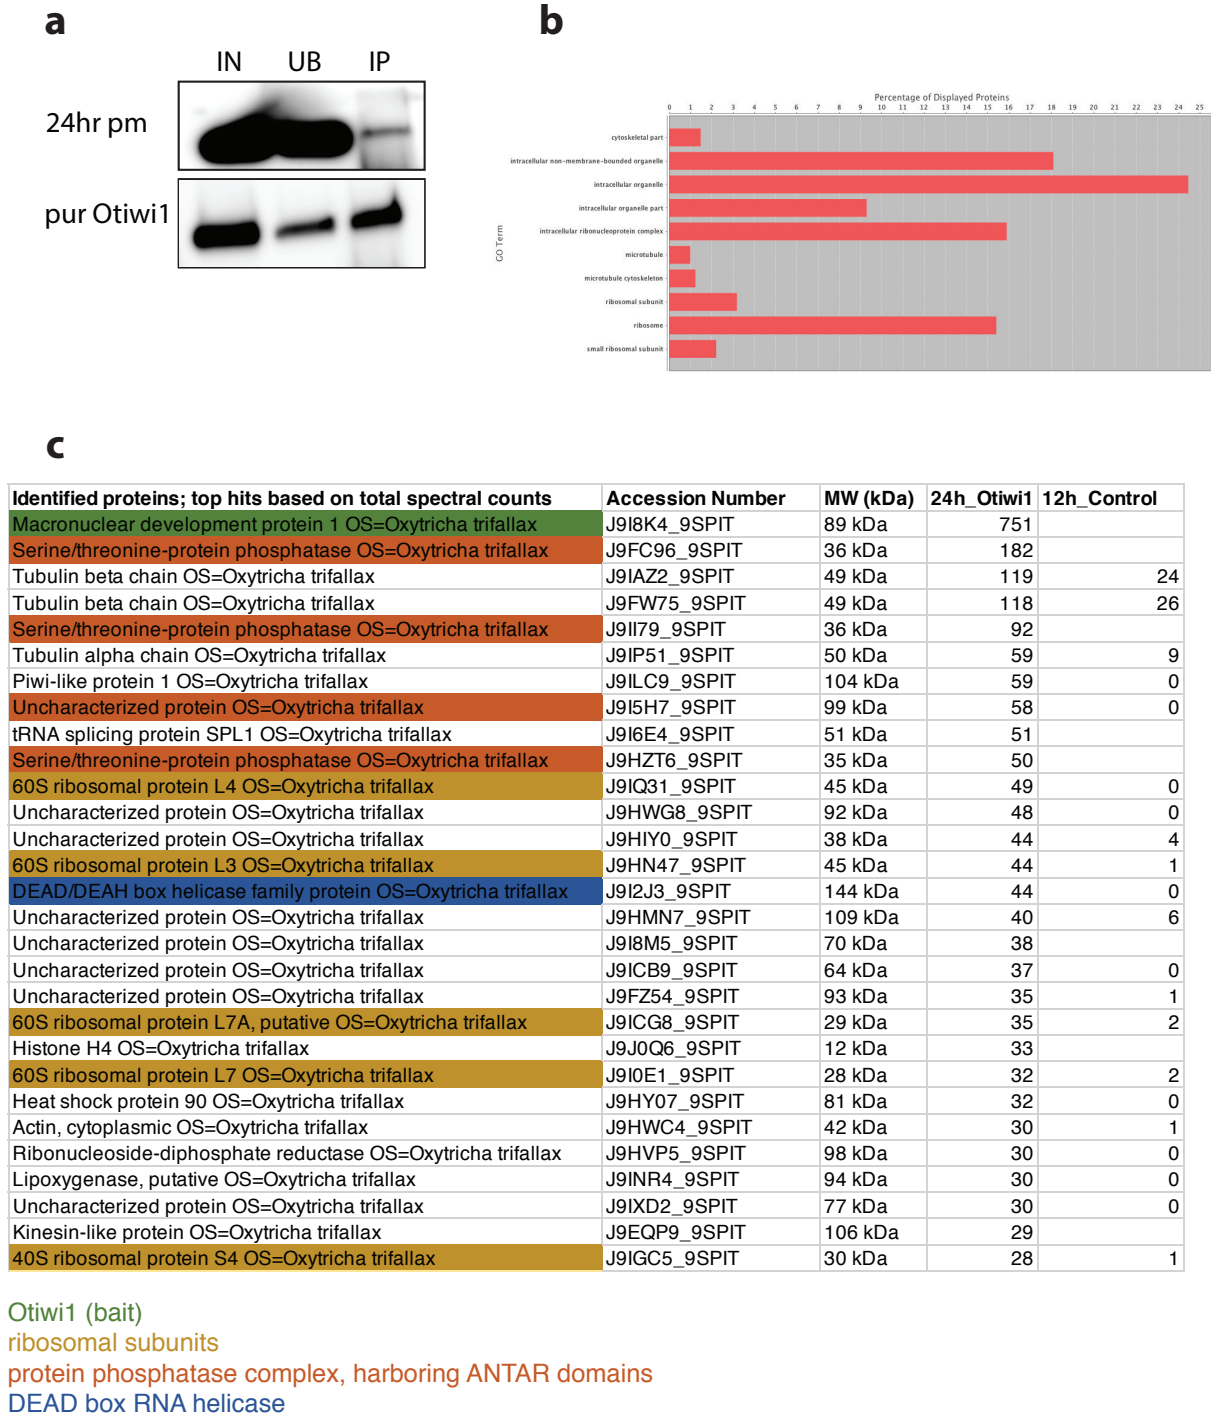 a
IN UB IP
24hr pm
pur Otiwi1
b
Percentage of Displayed Proteins
0 1 2 3 4 5 6 7 8 9 10 11 12 13 14 15 16 17 18 19 20 21 22 23 24 25
GO Term
cytoskeletal part
intracellular non-membrane-bounded organelle
intracellular organelle
intracellular organelle part
intracellular ribonucleoprotein complex
microtubule
microtubule cytoskeleton
ribosomal subunit
ribosome
small ribosomal subunit
c
Identified proteins; top hits based on total spectral counts Accession Number MW (kDa) 24h_Otiwi1 12h_Control
Macronuclear development protein 1 OS=Oxytricha trifallax J9I8K4_9SPIT 89 kDa 751
Serine/threonine-protein phosphatase OS=Oxytricha trifallax J9FC96_9SPIT 36 kDa 182
Tubulin beta chain OS=Oxytricha trifallax J9IAZ2_9SPIT 49 kDa 119 24
Tubulin beta chain OS=Oxytricha trifallax J9FW75_9SPIT 49 kDa 118 26
Serine/threonine-protein phosphatase OS=Oxytricha trifallax J9II79_9SPIT 36 kDa 92
Tubulin alpha chain OS=Oxytricha trifallax J9IP51_9SPIT 50 kDa 59 9
Piwi-like protein 1 OS=Oxytricha trifallax J9ILC9_9SPIT 104 kDa 59 0
Uncharacterized protein OS=Oxytricha trifallax J9I5H7_9SPIT 99 kDa 58 0
tRNA splicing protein SPL1 OS=Oxytricha trifallax J9I6E4_9SPIT 51 kDa 51
Serine/threonine-protein phosphatase OS=Oxytricha trifallax J9HZT6_9SPIT 35 kDa 50
60S ribosomal protein L4 OS=Oxytricha trifallax J9IQ31_9SPIT 45 kDa 49 0
Uncharacterized protein OS=Oxytricha trifallax J9HWG8_9SPIT 92 kDa 48 0
Uncharacterized protein OS=Oxytricha trifallax J9HIY0_9SPIT 38 kDa 44 4
60S ribosomal protein L3 OS=Oxytricha trifallax J9HN47_9SPIT 45 kDa 44 1
DEAD/DEAH box helicase family protein OS=Oxytricha trifallax J9I2J3_9SPIT 144 kDa 44 0
Uncharacterized protein OS=Oxytricha trifallax J9HMN7_9SPIT 109 kDa 40 6
Uncharacterized protein OS=Oxytricha trifallax J9I8M5_9SPIT 70 kDa 38
Uncharacterized protein OS=Oxytricha trifallax J9ICB9_9SPIT 64 kDa 37 0
Uncharacterized protein OS=Oxytricha trifallax J9FZ54_9SPIT 93 kDa 35 1
60S ribosomal protein L7A, putative OS=Oxytricha trifallax J9ICG8_9SPIT 29 kDa 35 2
Histone H4 OS=Oxytricha trifallax J9J0Q6_9SPIT 12 kDa 33
60S ribosomal protein L7 OS=Oxytricha trifallax J9I0E1_9SPIT 28 kDa 32 2
Heat shock protein 90 OS=Oxytricha trifallax J9HY07_9SPIT 81 kDa 32 0
Actin, cytoplasmic OS=Oxytricha trifallax J9HWC4_9SPIT 42 kDa 30 1
Ribonucleoside-diphosphate reductase OS=Oxytricha trifallax J9HVP5_9SPIT 98 kDa 30 0
Lipoxygenase, putative OS=Oxytricha trifallax J9INR4_9SPIT 94 kDa 30 0
Uncharacterized protein OS=Oxytricha trifallax J9IXD2_9SPIT 77 kDa 30 0
Kinesin-like protein OS=Oxytricha trifallax J9EQP9_9SPIT 106 kDa 29
40S ribosomal protein S4 OS=Oxytricha trifallax J9IGC5_9SPIT 30 kDa 28 1
Otiwi1 (bait)
ribosomal subunits
protein phosphatase complex, harboring ANTAR domains
DEAD box RNA helicase